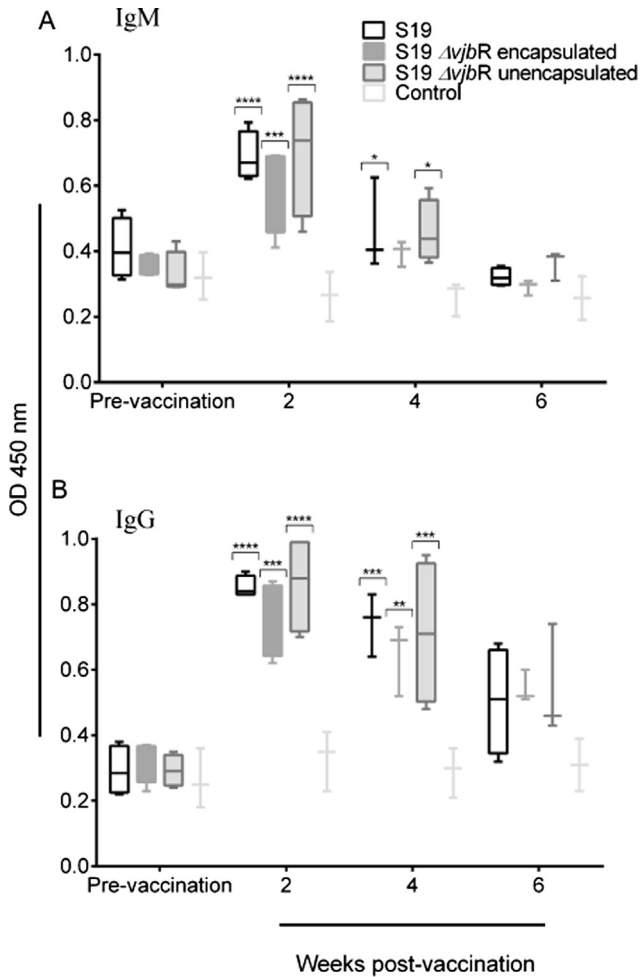 A IgM
S19
S19 ΔvjbR encapsulated
S19 ΔvjbR unencapsulated
Control
1.0
0.8
0.6
0.4
0.2
0.0
**** *** ****
* *
Pre-vaccination 2 4 6
OD 450 nm
B IgG
1.0
0.8
0.6
0.4
0.2
0.0
**** *** ****
*** ** ***
Pre-vaccination 2 4 6
Weeks post-vaccination